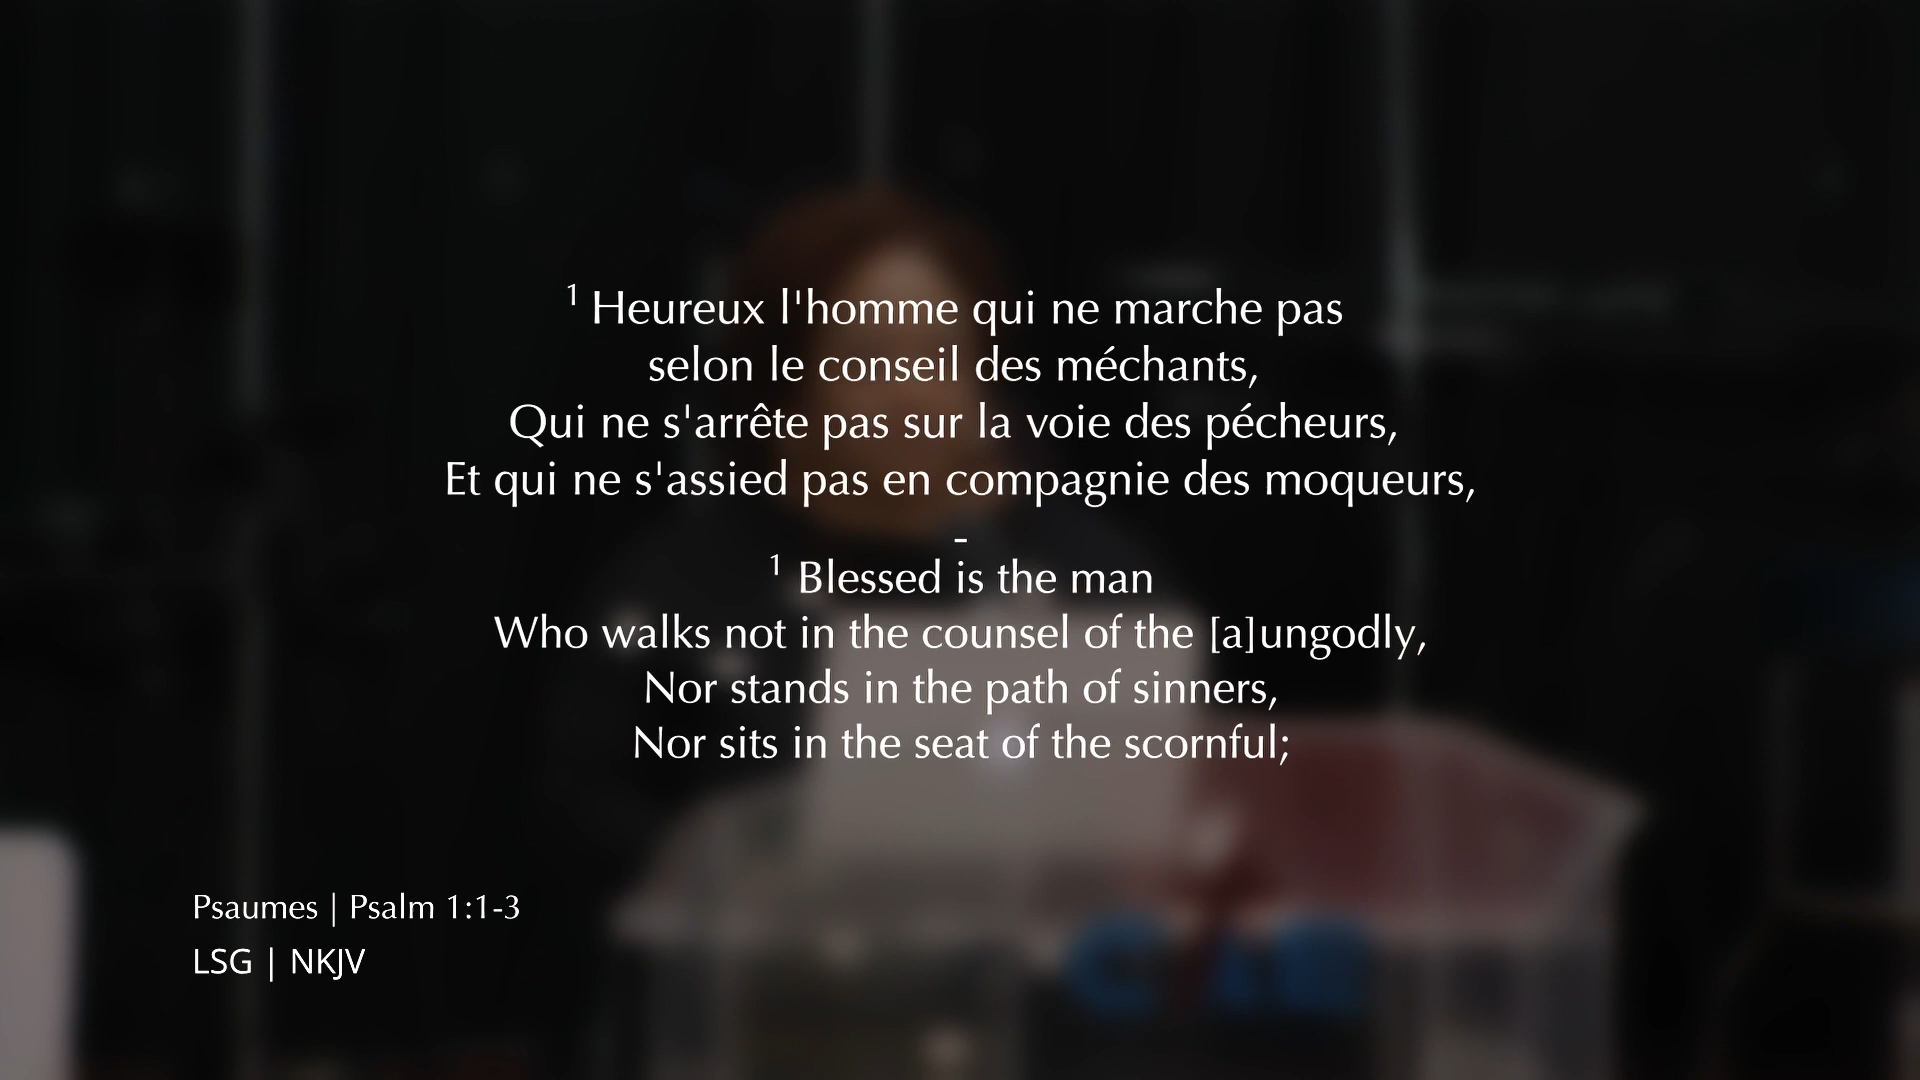 1 Heureux l'homme qui ne marche pas
selon le conseil des méchants,
Qui ne s'arrête pas sur la voie des pécheurs,
Et qui ne s'assied pas en compagnie des moqueurs,
-
1 Blessed is the man
Who walks not in the counsel of the [a]ungodly,
Nor stands in the path of sinners,
Nor sits in the seat of the scornful;
Psaumes | Psalm 1:1-3
LSG | NKJV